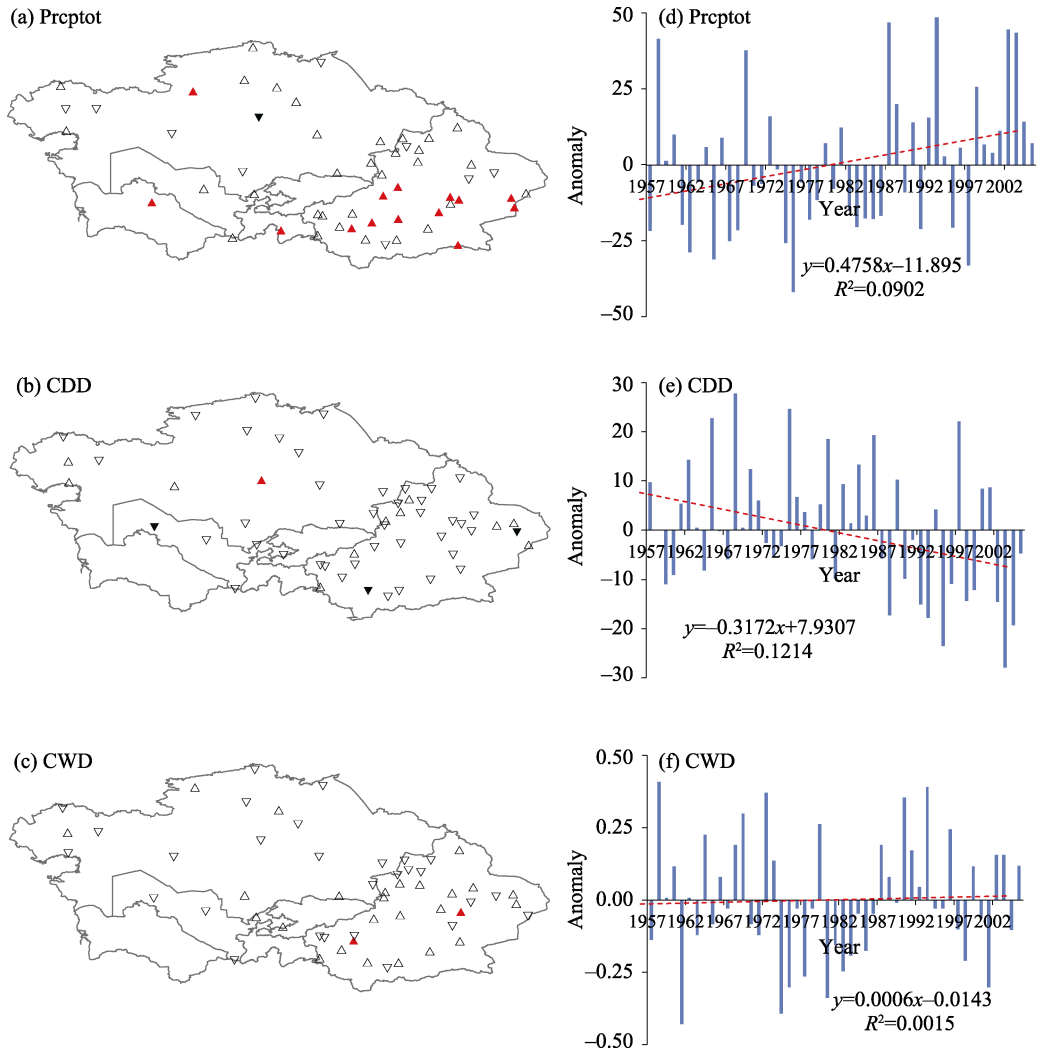 (a) Prcptot
(d) Prcptot
50
25
0
–25
–50
Anomaly
1957 1962 1967 1972 1977 1982 1987 1992 1997 2002
Year
y=0.4758x–11.895
R²=0.0902
(b) CDD
(e) CDD
30
20
10
0
–10
–20
–30
Anomaly
1957 1962 1967 1972 1977 1982 1987 1992 1997 2002
Year
y=–0.3172x+7.9307
R²=0.1214
(c) CWD
(f) CWD
0.50
0.25
0.00
–0.25
–0.50
Anomaly
1957 1962 1967 1972 1977 1982 1987 1992 1997 2002
Year
y=0.0006x–0.0143
R²=0.0015